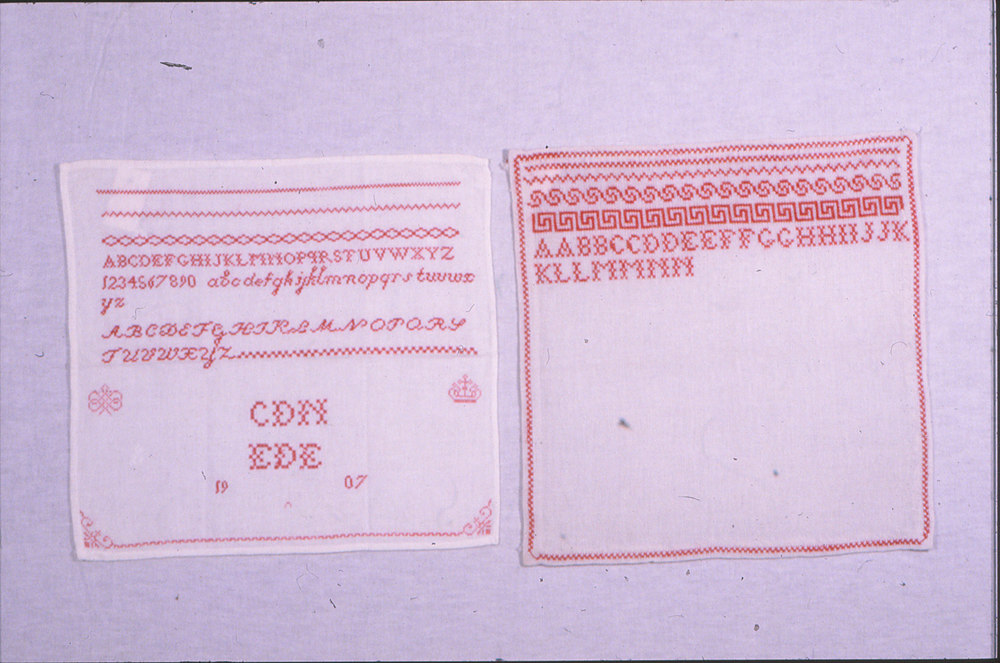 ABCDEFGHIJKLMNOPQRSTUVWXYZ
1234567890 abcdefghijklmnopqrstuvwx
yz
ABCDEFGHIKLMNOPQRS
TUVWXYZ
CDN
EDE
19 07
AABBCCDDEEFFGGHHIIJJK
KLLMMNN